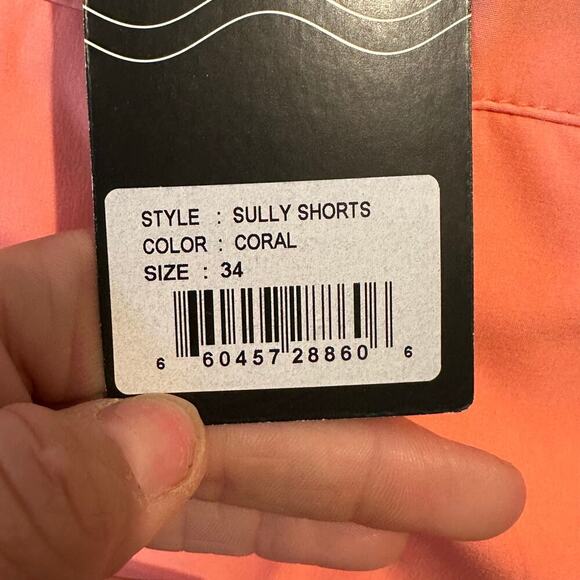 STYLE : SULLY SHORTS
COLOR : CORAL
SIZE : 34
6 60457 28860 6